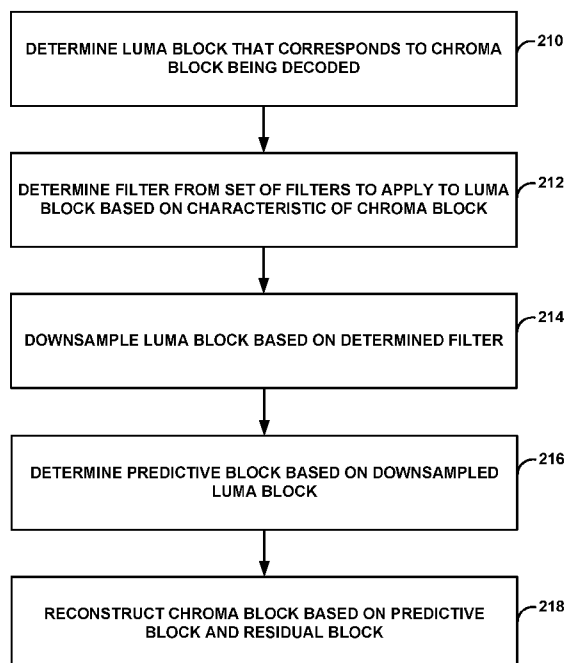 DETERMINE LUMA BLOCK THAT CORRESPONDS TO CHROMA
BLOCK BEING DECODED
210
DETERMINE FILTER FROM SET OF FILTERS TO APPLY TO LUMA
BLOCK BASED ON CHARACTERISTIC OF CHROMA BLOCK
212
DOWNSAMPLE LUMA BLOCK BASED ON DETERMINED FILTER
214
DETERMINE PREDICTIVE BLOCK BASED ON DOWNSAMPLED
LUMA BLOCK
216
RECONSTRUCT CHROMA BLOCK BASED ON PREDICTIVE
BLOCK AND RESIDUAL BLOCK
218